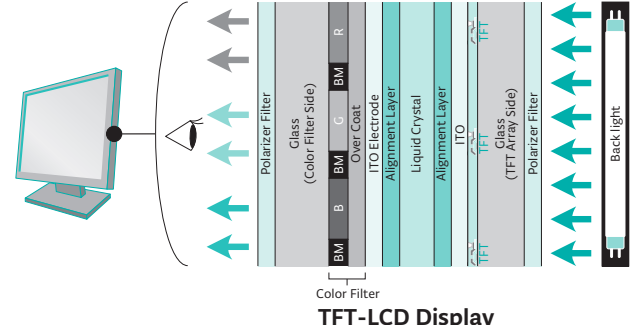 Polarizer Filter
Glass
(Color Filter Side)
R
BM
G
BM
B
BM
Over Coat
ITO Electrode
Alignment Layer
Liquid Crystal
Alignment Layer
ITO
TFT
TFT
TFT
Glass
(TFT Array Side)
Polarizer Filter
Back light
Color Filter
TFT-LCD Display